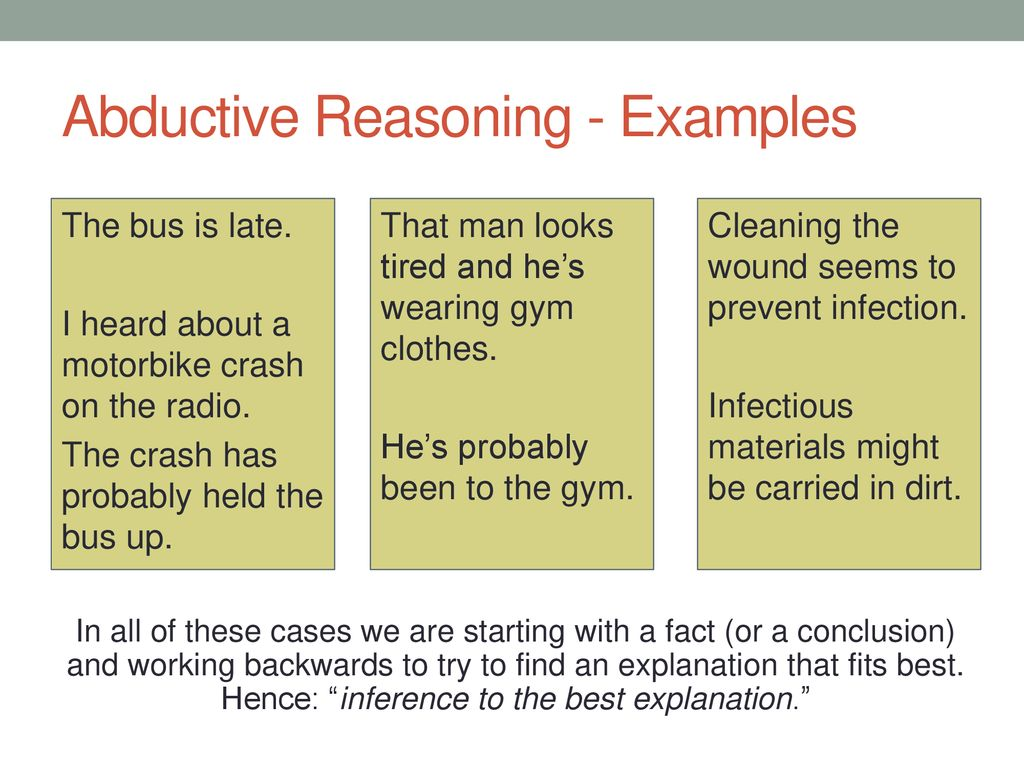 Abductive Reasoning - Examples
The bus is late.
I heard about a
motorbike crash
on the radio.
The crash has
probably held the
bus up.
That man looks
tired and he’s
wearing gym
clothes.
He’s probably
been to the gym.
Cleaning the
wound seems to
prevent infection.
Infectious
materials might
be carried in dirt.
In all of these cases we are starting with a fact (or a conclusion)
and working backwards to try to find an explanation that fits best.
Hence: “inference to the best explanation.”